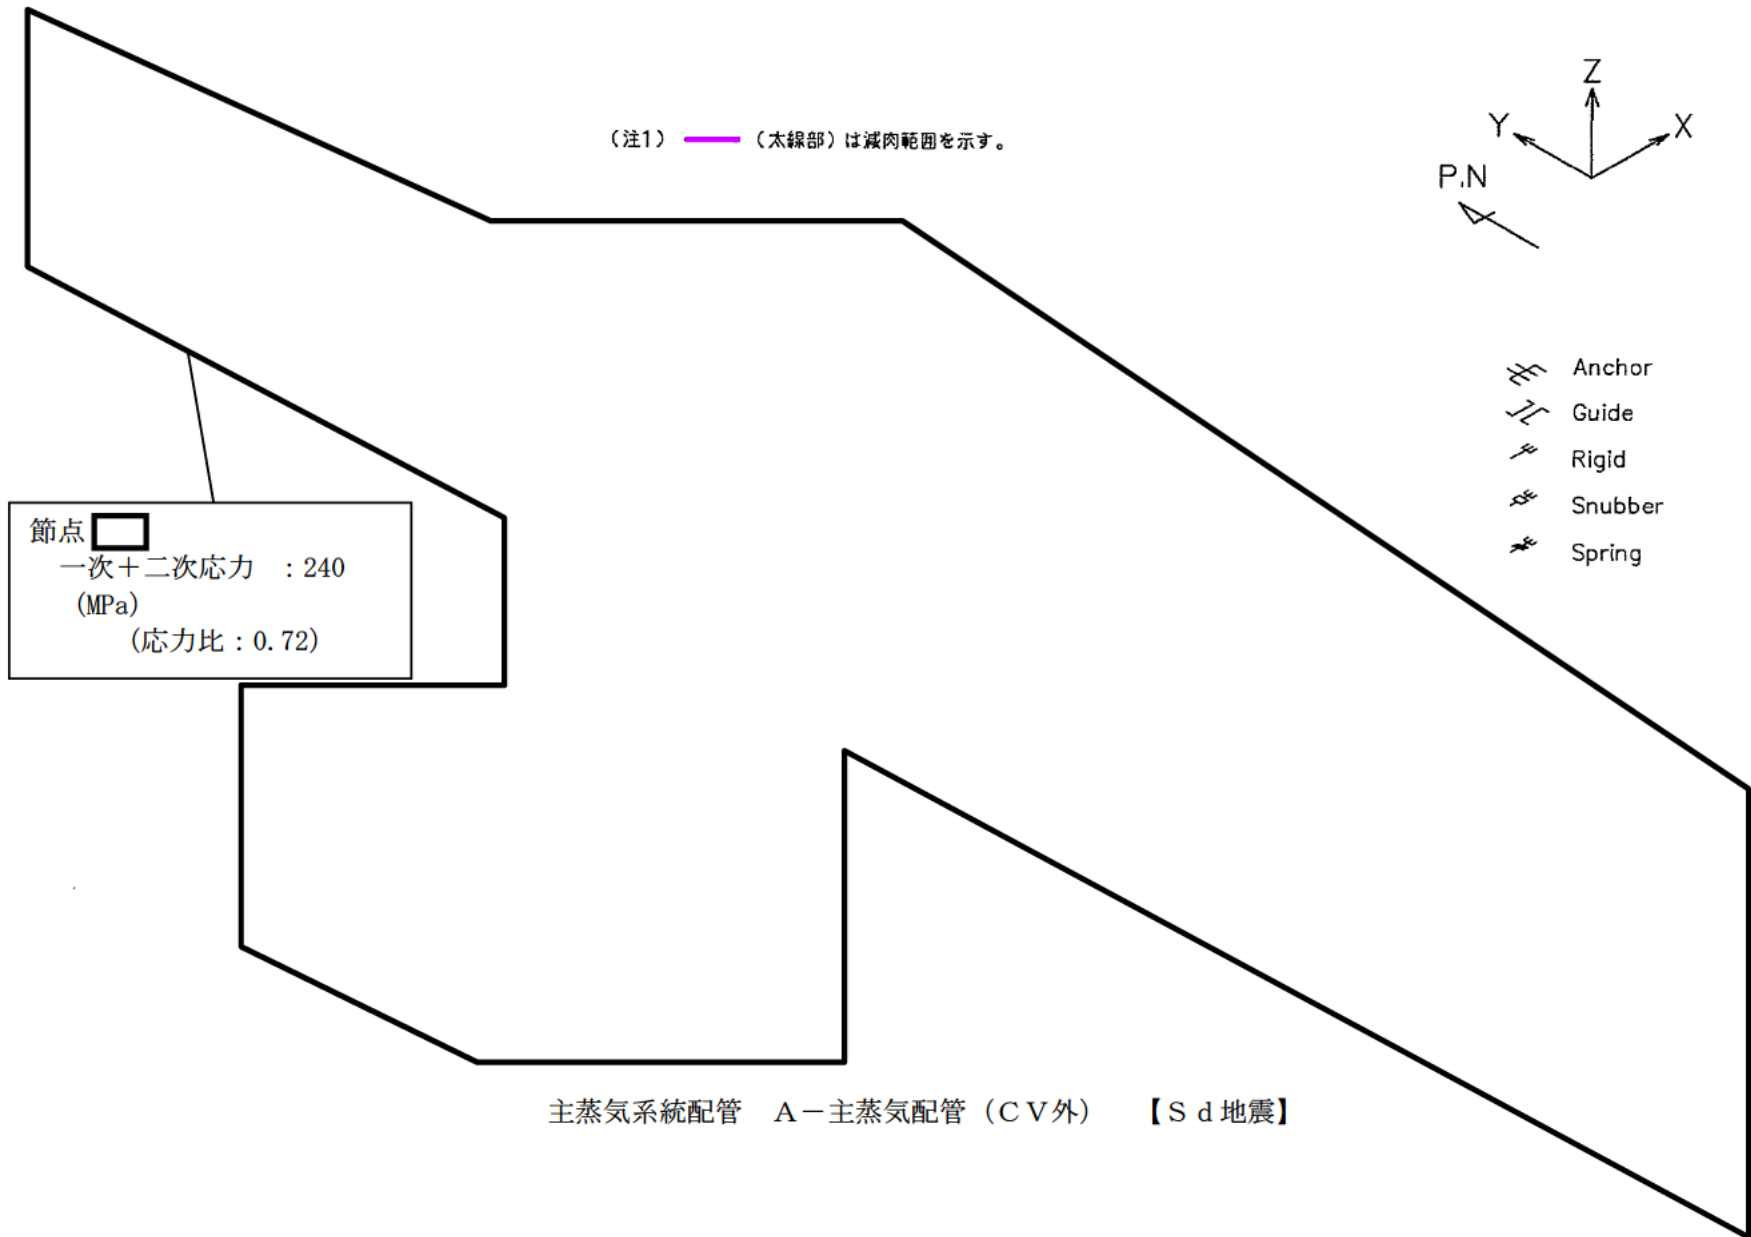 (注1) (太線部)は減肉範囲を示す。
Z
Y
X
P.N
Anchor
Guide
Rigid
Snubber
Spring
節点
一次+二次応力 :240
(MPa)
(応力比:0.72)
主蒸気系統配管 A-主蒸気配管(CV外) 【Sd地震】